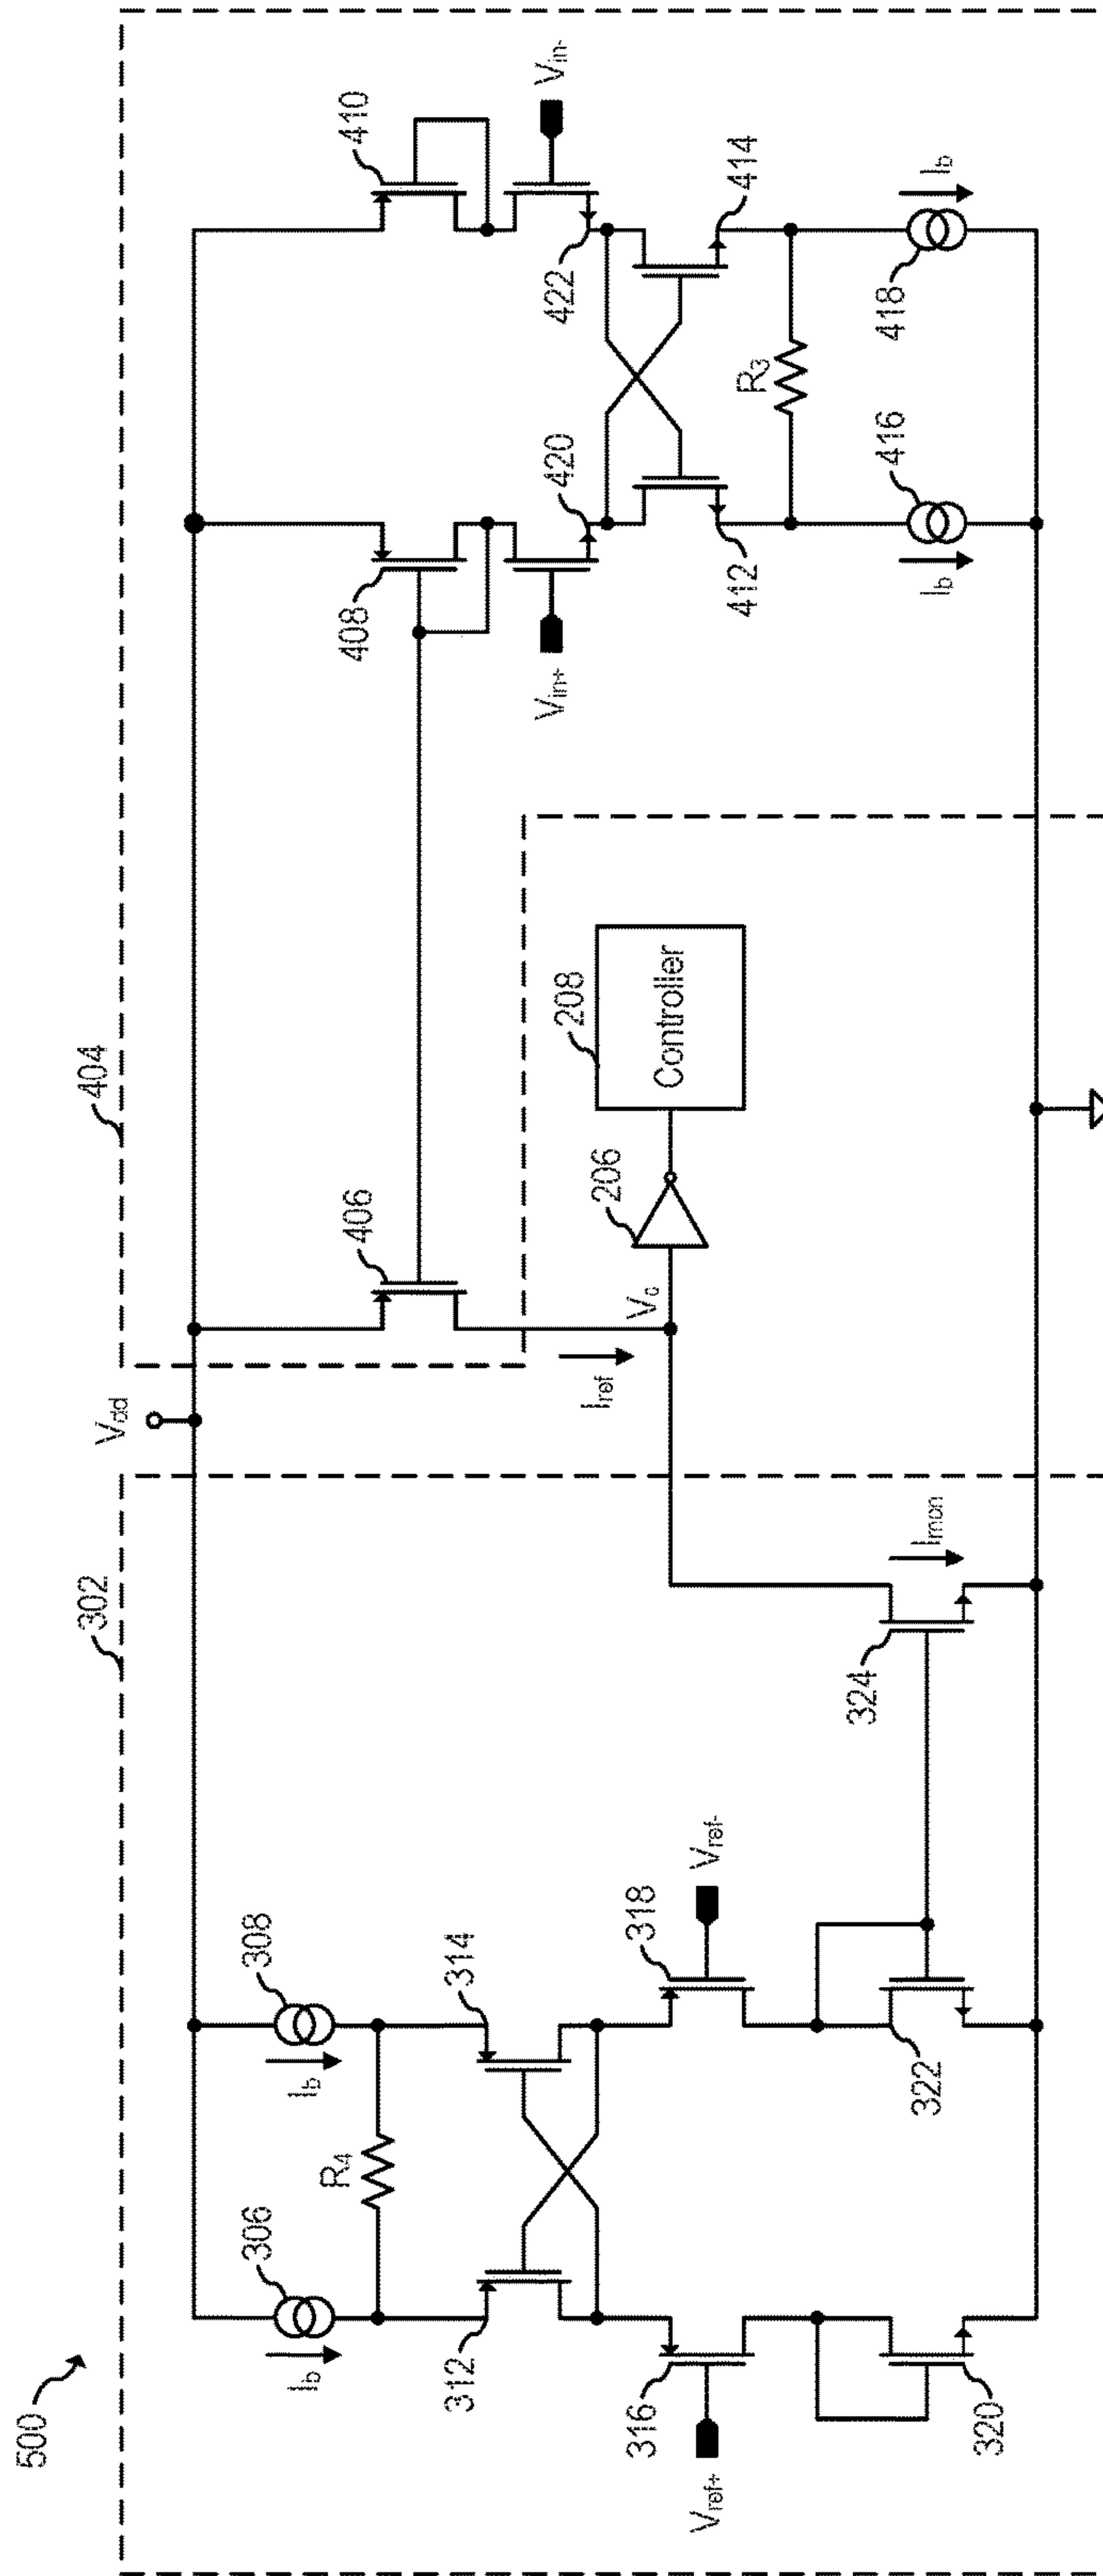 500
302
404
Vdd
306
308
Ib
Ib
R4
312
314
316
318
Vref+
Vref-
320
322
324
Imon
Iref
Vc
206
208
Controller
406
408
410
Vin+
Vin-
420
422
412
414
R3
416
418
Ib
Ib